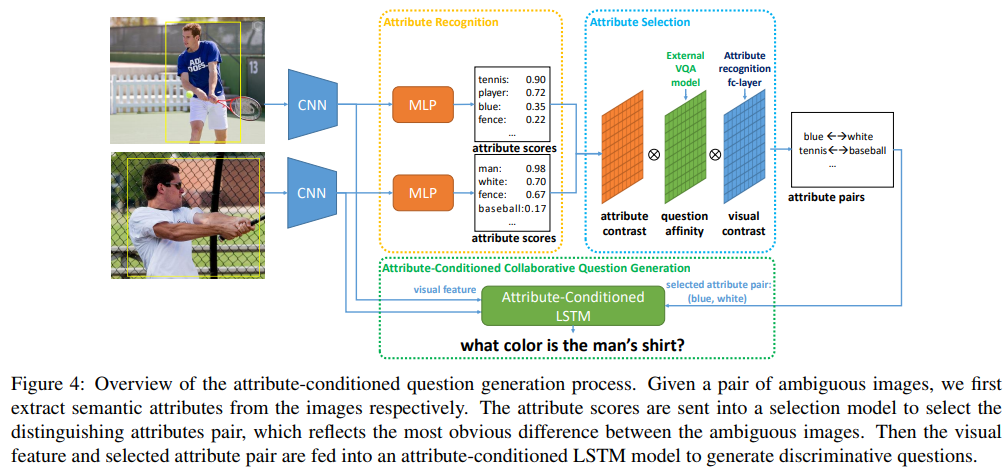 Attribute Recognition
Attribute Selection
ADI
DOES
13
CNN
MLP
tennis: 0.90
player: 0.72
blue: 0.35
fence: 0.22
...
attribute scores
CNN
MLP
man: 0.98
white: 0.70
fence: 0.67
baseball:0.17
...
attribute scores
External
VQA
model
Attribute
recognition
fc-layer
⊗
⊗
attribute
contrast
question
affinity
visual
contrast
blue ←→white
tennis←→baseball
...
attribute pairs
Attribute-Conditioned Collaborative Question Generation
visual feature
Attribute-Conditioned
LSTM
selected attribute pair:
(blue, white)
what color is the man's shirt?
Figure 4: Overview of the attribute-conditioned question generation process. Given a pair of ambiguous images, we first
extract semantic attributes from the images respectively. The attribute scores are sent into a selection model to select the
distinguishing attributes pair, which reflects the most obvious difference between the ambiguous images. Then the visual
feature and selected attribute pair are fed into an attribute-conditioned LSTM model to generate discriminative questions.